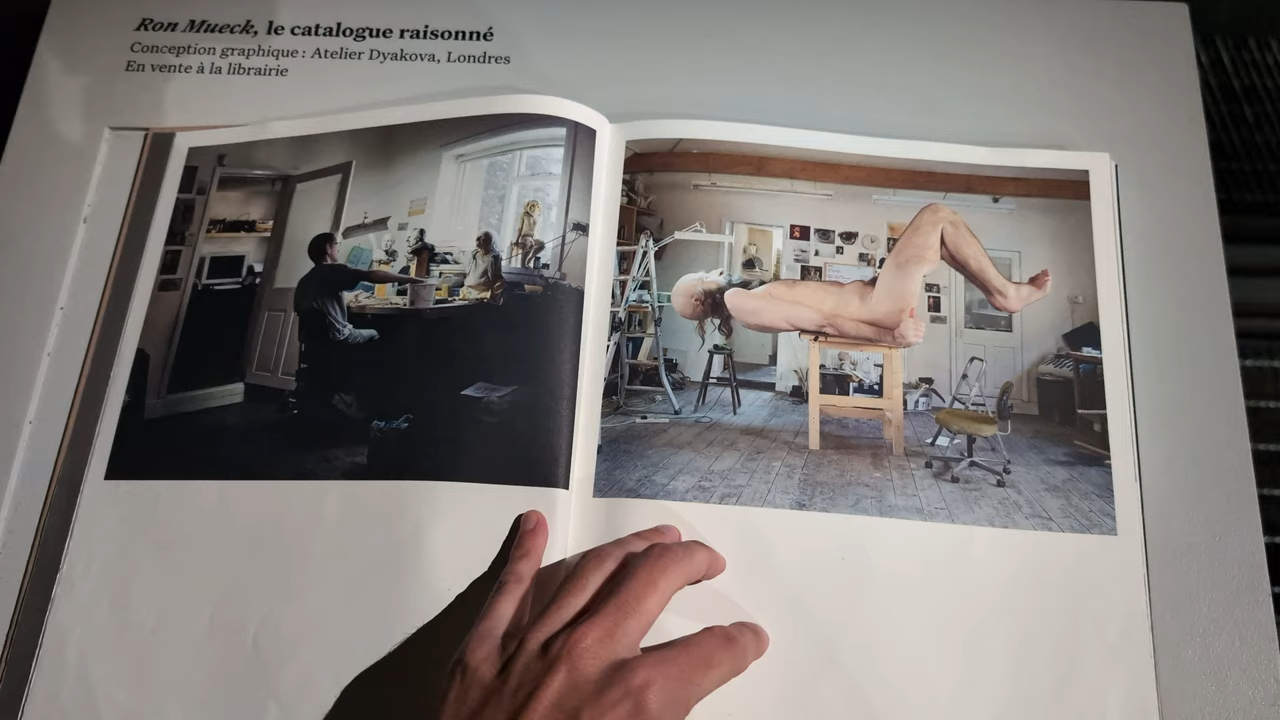 Ron Mueck, le catalogue raisonné
Conception graphique : Atelier Dyakova, Londres
En vente à la librairie